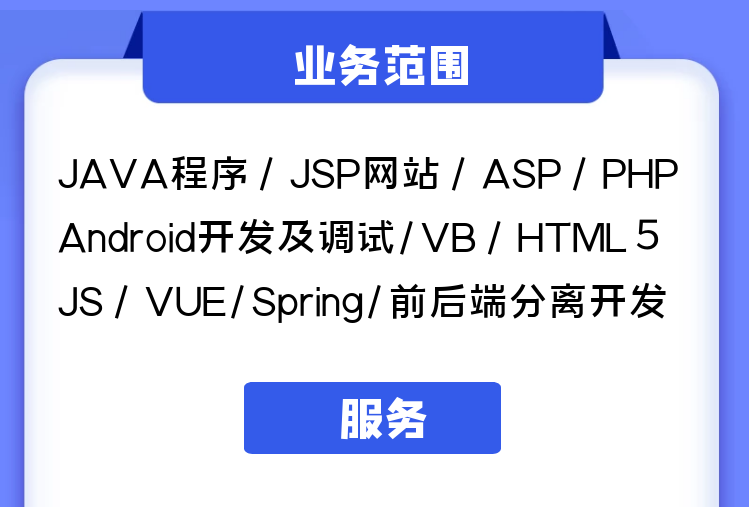 业务范围
JAVA程序 / JSP网站 / ASP / PHP
Android开发及调试/VB / HTML 5
JS / VUE/Spring/前后端分离开发
服务